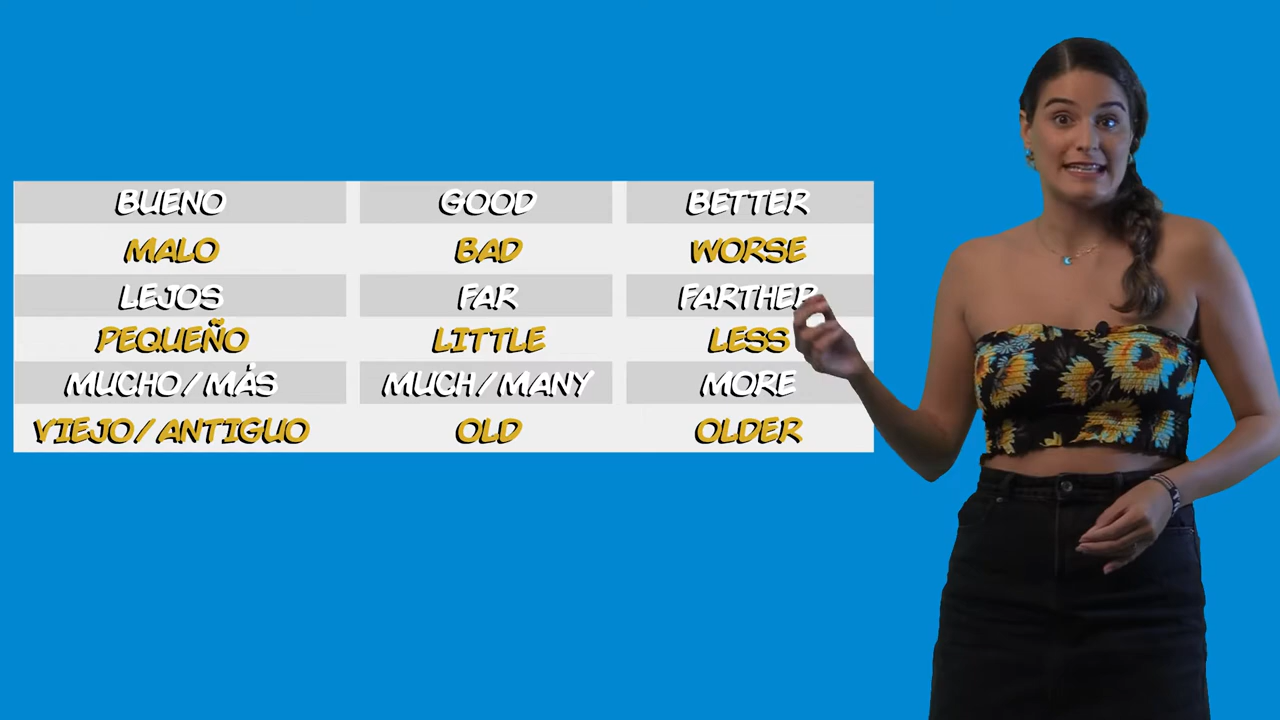 BUENO GOOD BETTER
MALO BAD WORSE
LEJOS FAR FARTHER
PEQUEÑO LITTLE LESS
MUCHO/MÁS MUCH/MANY MORE
VIEJO/ANTIGUO OLD OLDER